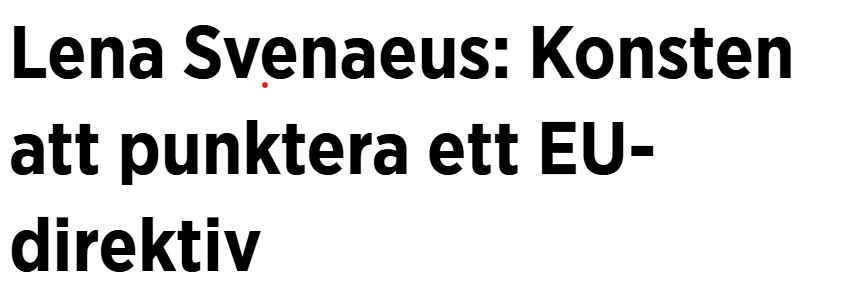 Lena Svenaeus: Konsten
att punktera ett EU-
direktiv